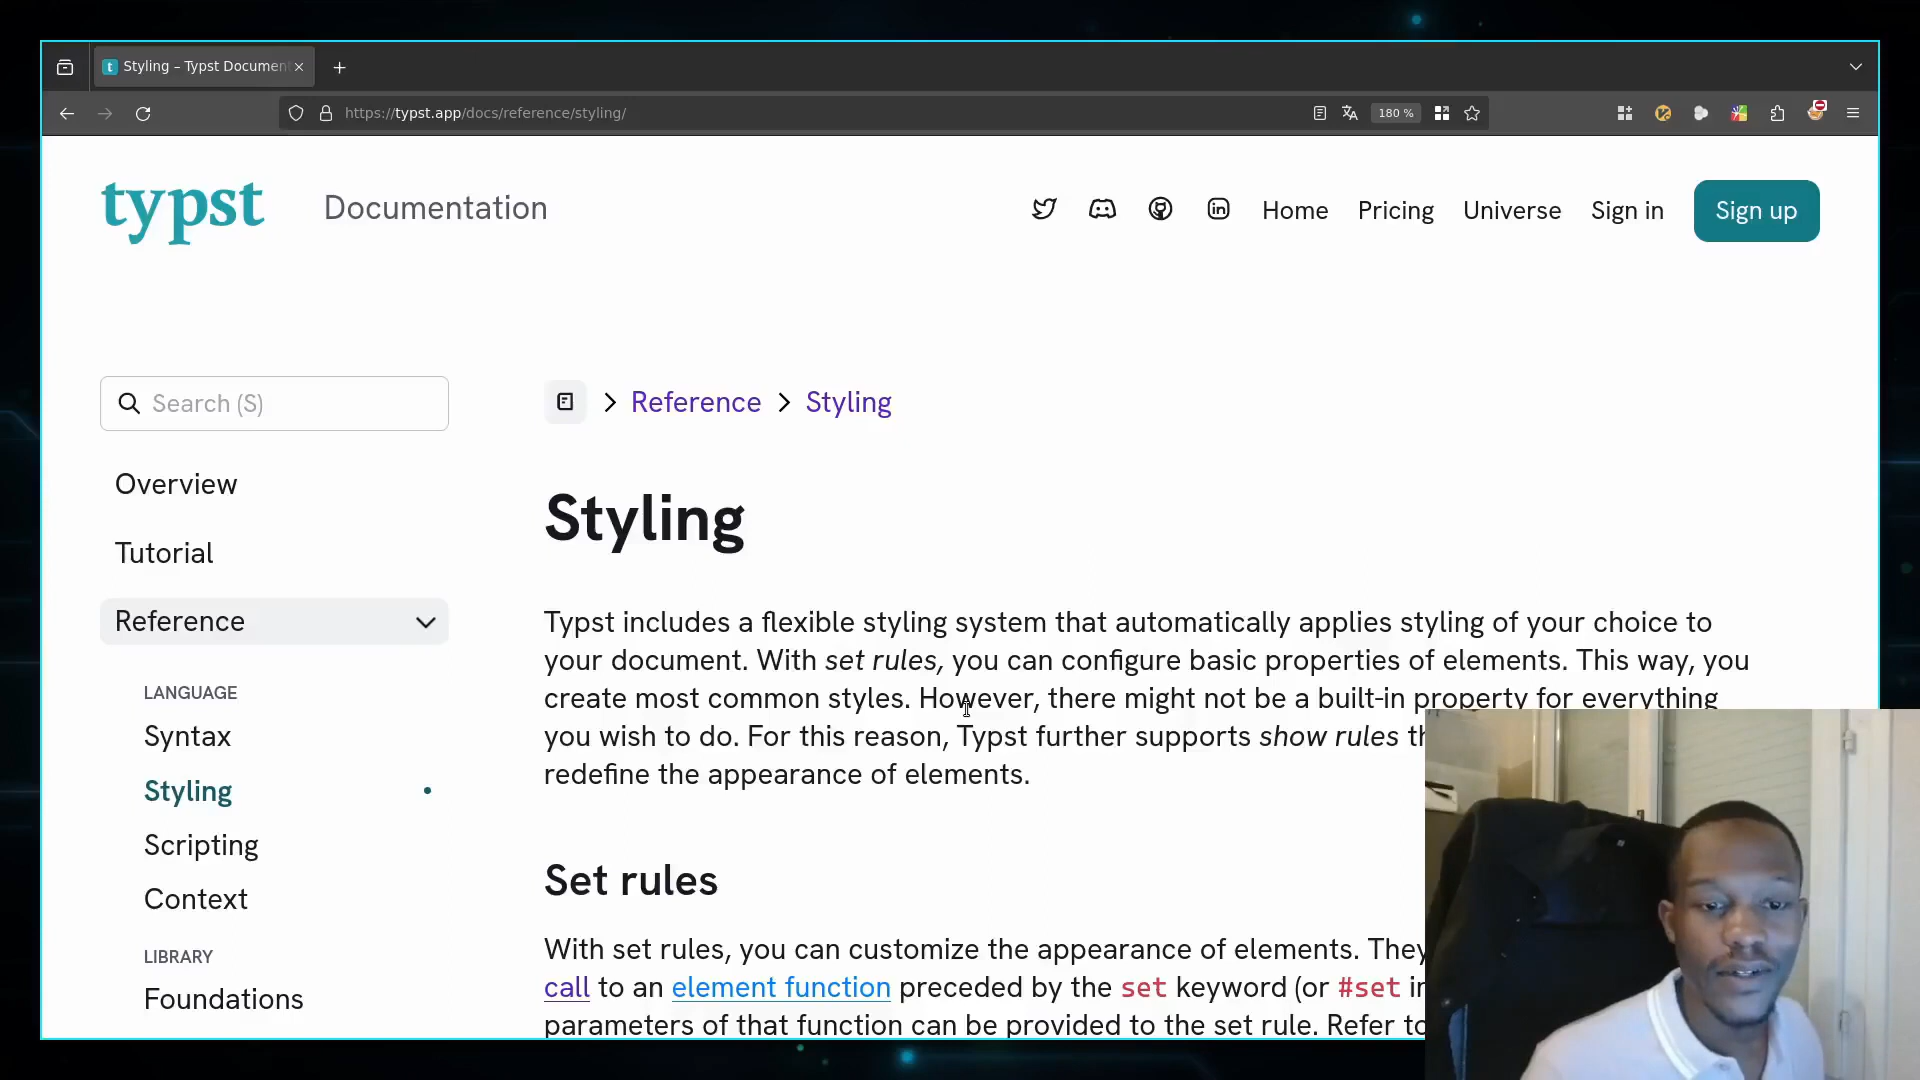 Styling – Typst Documen
https://typst.app/docs/reference/styling/
180 %
typst
Documentation
Home
Pricing
Universe
Sign in
Sign up
Search (S)
Reference
Styling
Overview
Tutorial
Reference
LANGUAGE
Syntax
Styling
Scripting
Context
LIBRARY
Foundations
Styling
Typst includes a flexible styling system that automatically applies styling of your choice to
your document. With set rules, you can configure basic properties of elements. This way, you
create most common styles. However, there might not be a built-in property for everything
you wish to do. For this reason, Typst further supports show rules
redefine the appearance of elements.
Set rules
With set rules, you can customize the appearance of elements. They
call to an element function preceded by the set keyword (or #set
parameters of that function can be provided to the set rule. Refer to